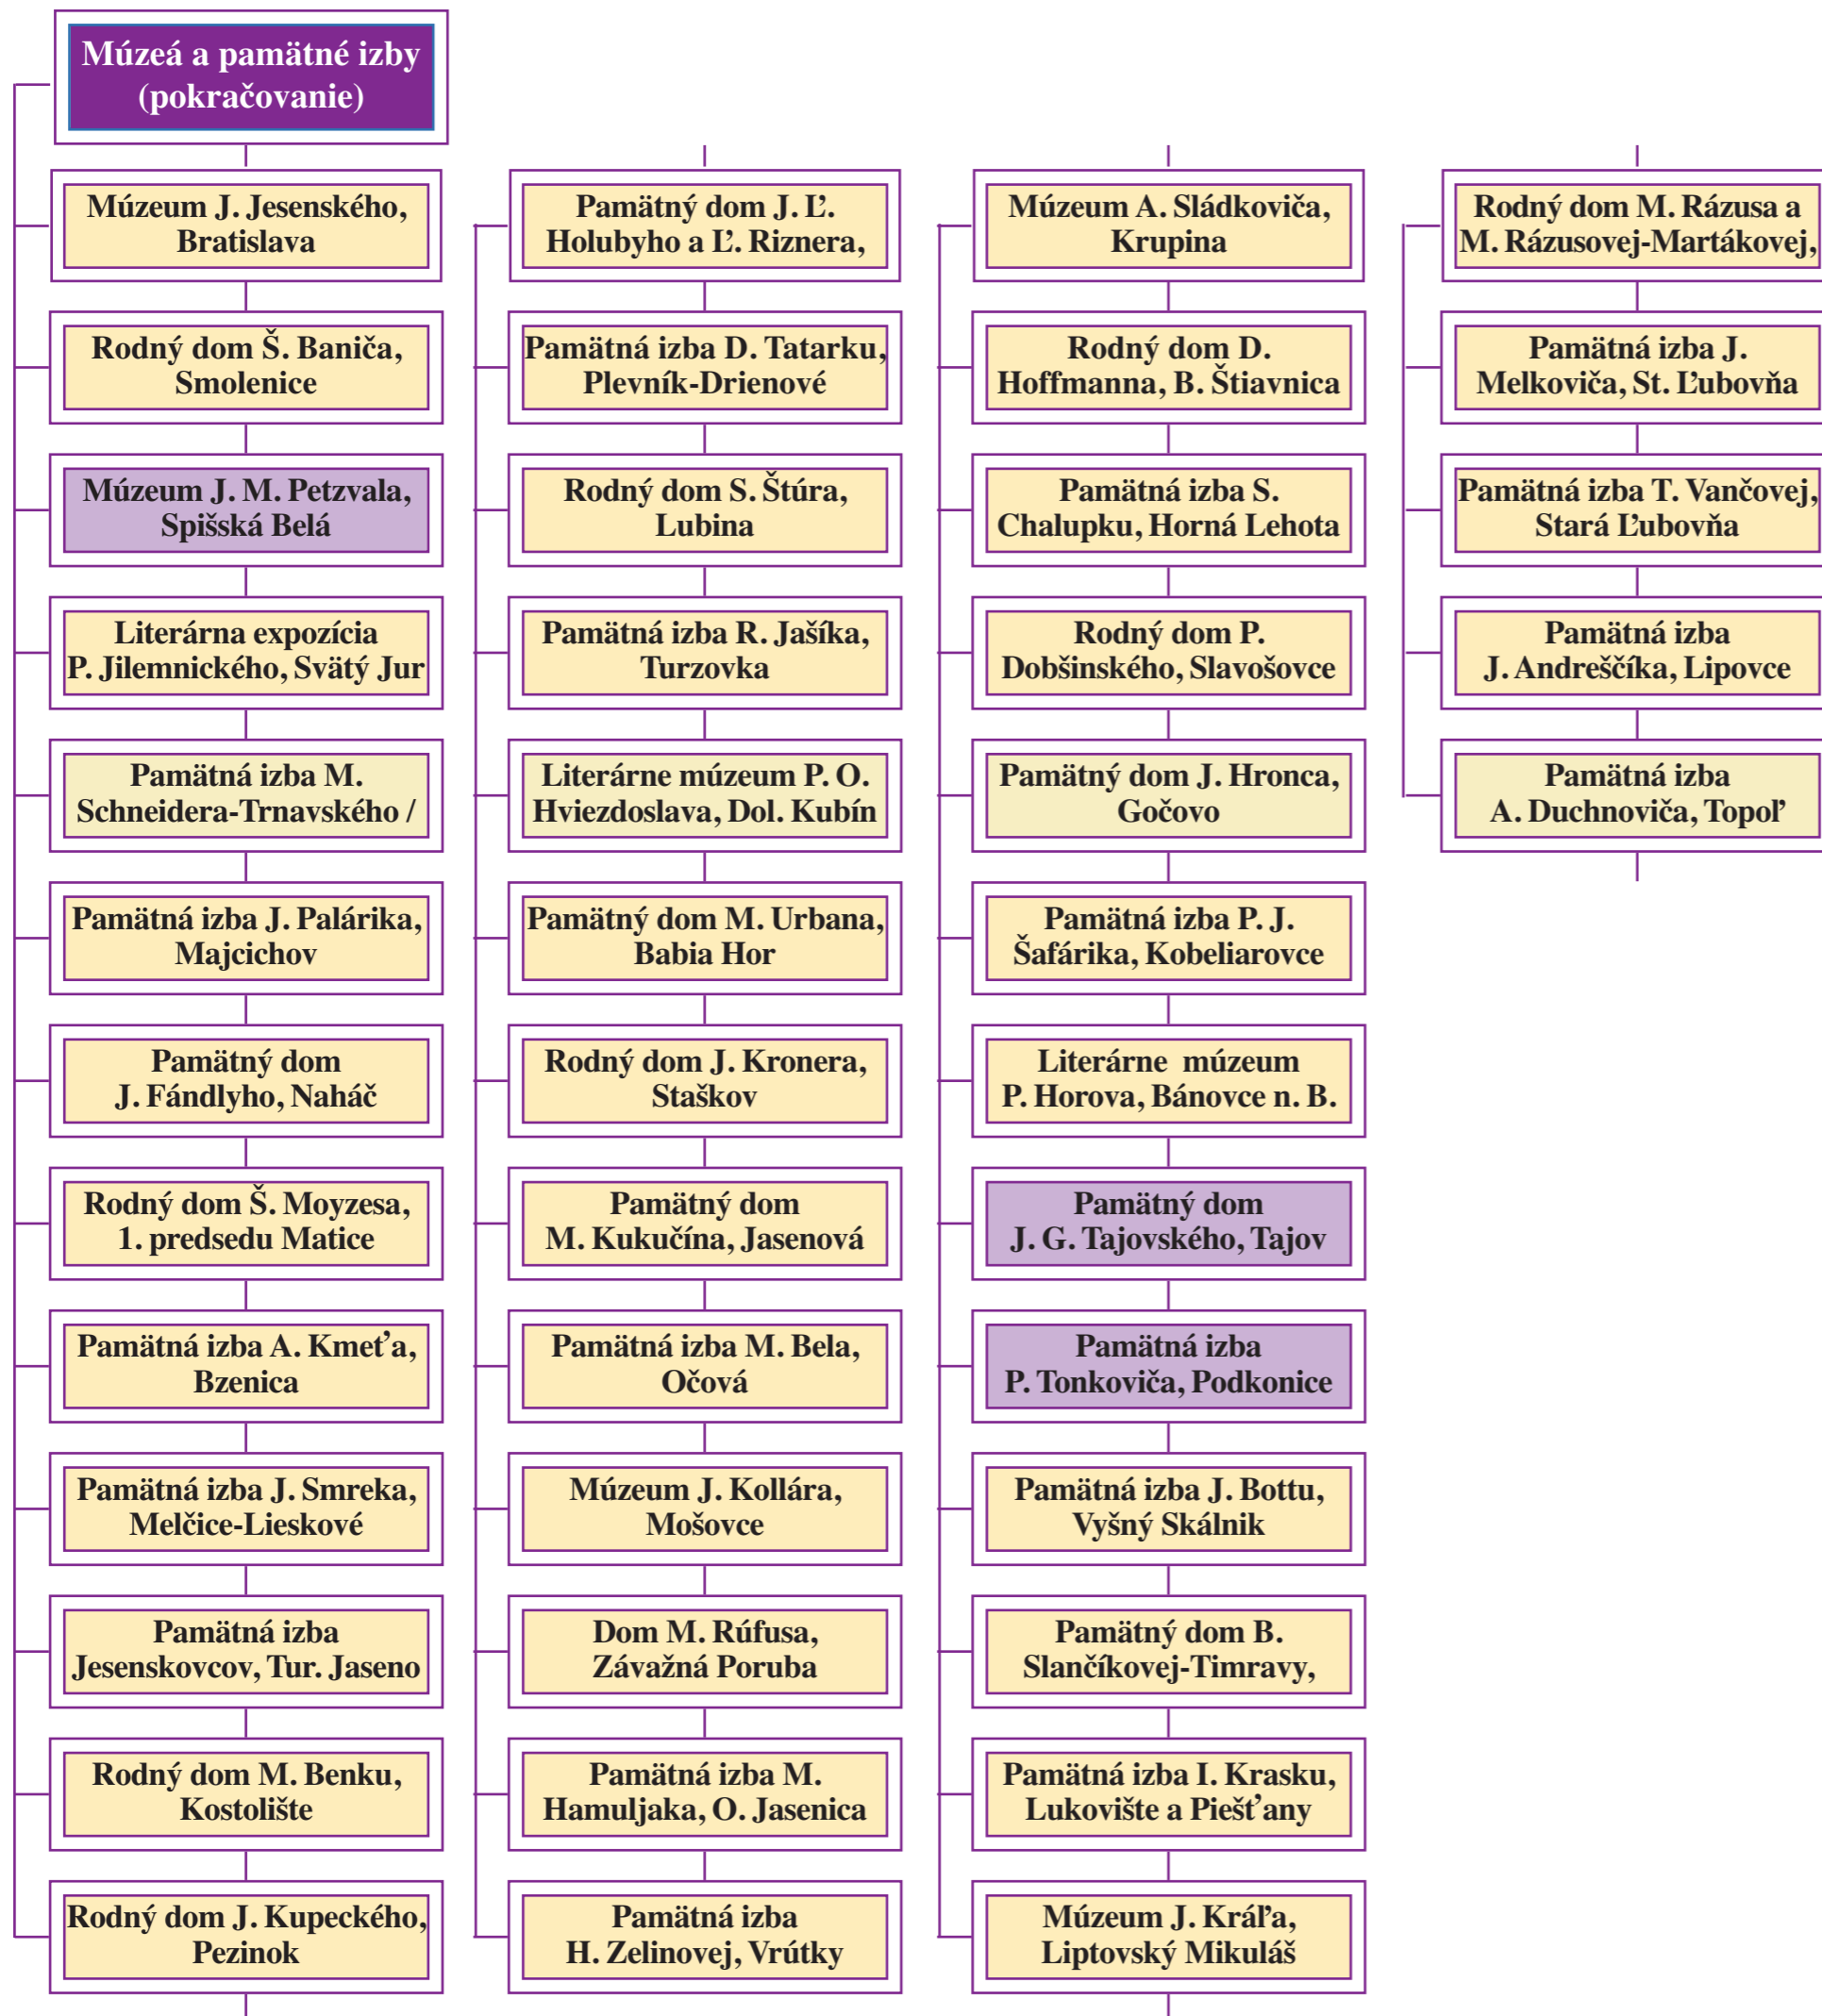 Múzeá a pamätné izby
(pokračovanie)
Múzeum J. Jesenského,
Bratislava
Rodný dom Š. Baniča,
Smolenice
Múzeum J. M. Petzvala,
Spišská Belá
Literárna expozícia
P. Jilemnického, Svätý Jur
Pamätná izba M.
Schneidera-Trnavského /
Pamätná izba J. Palárika,
Majcichov
Pamätný dom
J. Fándlyho, Naháč
Rodný dom Š. Moyzesa,
1. predsedu Matice
Pamätná izba A. Kmeťa,
Bzenica
Pamätná izba J. Smreka,
Melčice-Lieskové
Pamätná izba
Jesenskovcov, Tur. Jaseno
Rodný dom M. Benku,
Kostolište
Rodný dom J. Kupeckého,
Pezinok
Pamätný dom J. Ľ.
Holubyho a Ľ. Riznera,
Pamätná izba D. Tatarku,
Plevník-Drienové
Rodný dom S. Štúra,
Lubina
Pamätná izba R. Jašíka,
Turzovka
Literárne múzeum P. O.
Hviezdoslava, Dol. Kubín
Pamätný dom M. Urbana,
Babia Hor
Rodný dom J. Kronera,
Staškov
Pamätný dom
M. Kukučína, Jasenová
Pamätná izba M. Bela,
Očová
Múzeum J. Kollára,
Mošovce
Dom M. Rúfusa,
Závažná Poruba
Pamätná izba M.
Hamuljaka, O. Jasenica
Pamätná izba
H. Zelinovej, Vrútky
Múzeum A. Sládkoviča,
Krupina
Rodný dom D.
Hoffmanna, B. Štiavnica
Pamätná izba S.
Chalupku, Horná Lehota
Rodný dom P.
Dobšinského, Slavošovce
Pamätný dom J. Hronca,
Gočovo
Pamätná izba P. J.
Šafárika, Kobeliarovce
Literárne múzeum
P. Horova, Bánovce n. B.
Pamätný dom
J. G. Tajovského, Tajov
Pamätná izba
P. Tonkoviča, Podkonice
Pamätná izba J. Bottu,
Vyšný Skálnik
Pamätný dom B.
Slančíkovej-Timravy,
Pamätná izba I. Krasku,
Lukovište a Piešťany
Múzeum J. Kráľa,
Liptovský Mikuláš
Rodný dom M. Rázusa a
M. Rázusovej-Martákovej,
Pamätná izba J.
Melkoviča, St. Ľubovňa
Pamätná izba T. Vančovej,
Stará Ľubovňa
Pamätná izba
J. Andreščíka, Lipovce
Pamätná izba
A. Duchnoviča, Topoľ